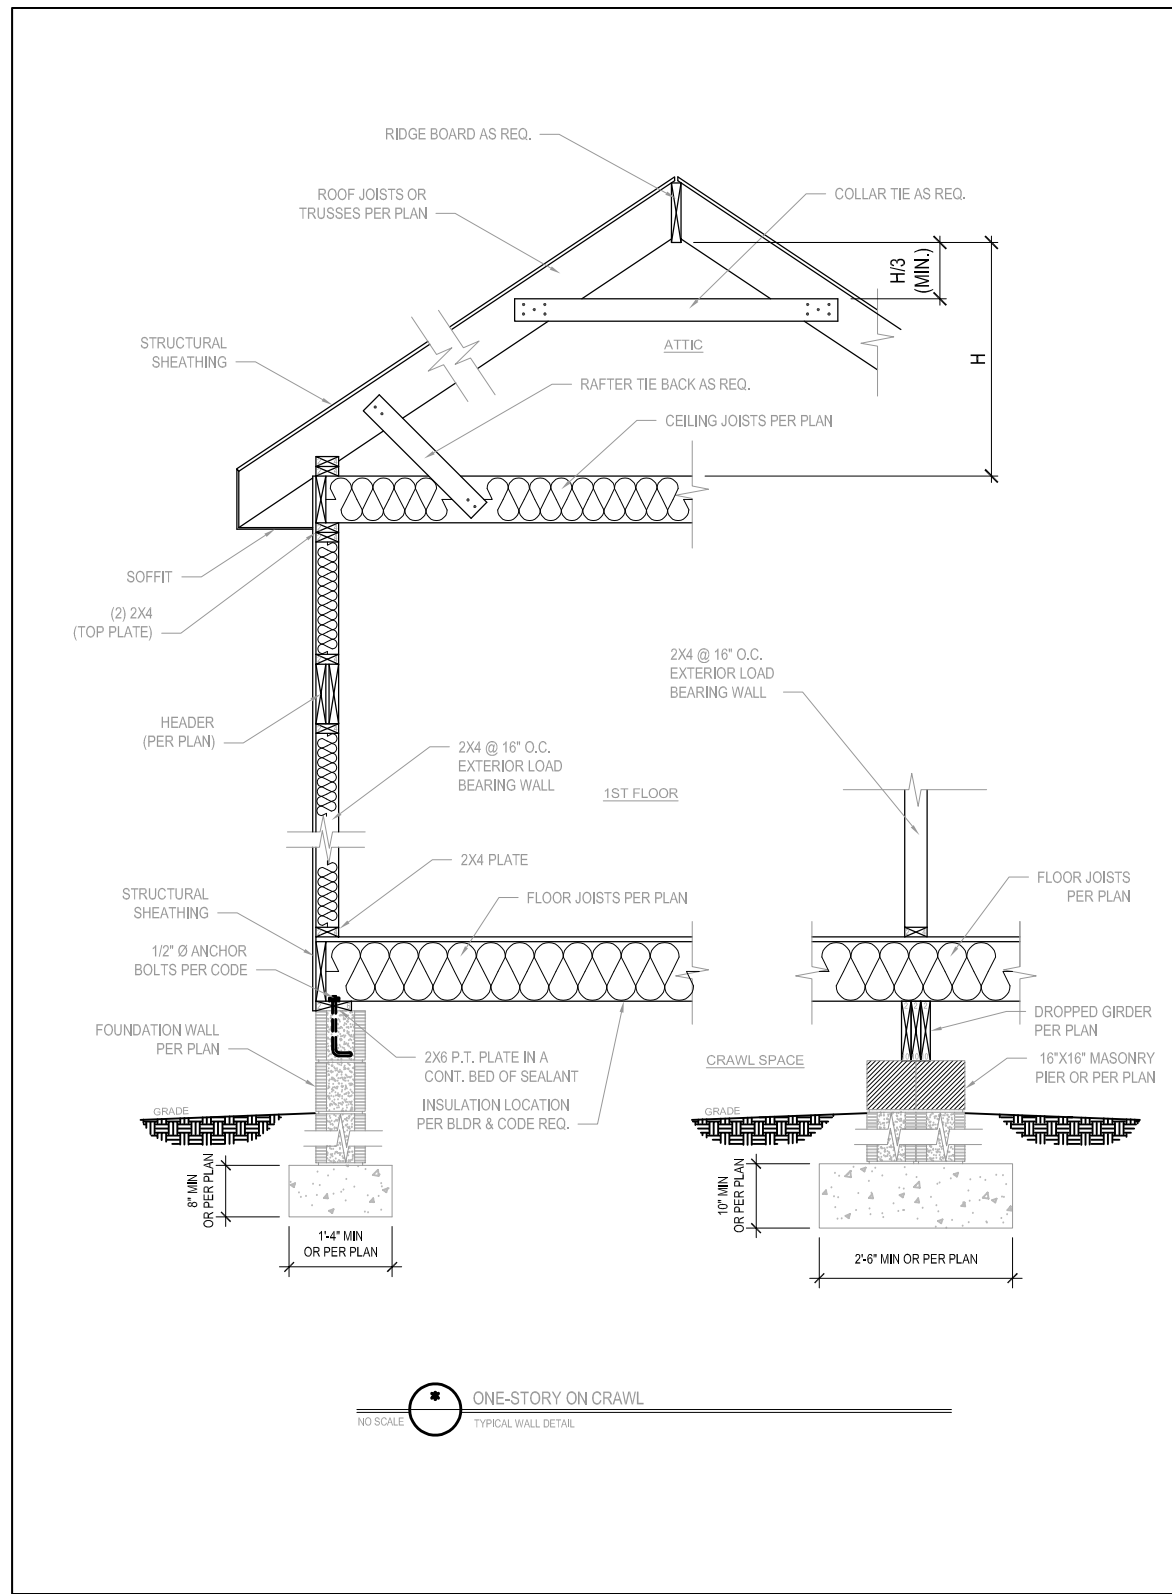 RIDGE BOARD AS REQ.
ROOF JOISTS OR
TRUSSES PER PLAN
COLLAR TIE AS REQ.
H/3
(MIN.)
H
ATTIC
STRUCTURAL
SHEATHING
RAFTER TIE BACK AS REQ.
CEILING JOISTS PER PLAN
SOFFIT
(2) 2X4
(TOP PLATE)
2X4 @ 16" O.C.
EXTERIOR LOAD
BEARING WALL
HEADER
(PER PLAN)
2X4 @ 16" O.C.
EXTERIOR LOAD
BEARING WALL
1ST FLOOR
2X4 PLATE
STRUCTURAL
SHEATHING
FLOOR JOISTS PER PLAN
FLOOR JOISTS
PER PLAN
1/2" Ø ANCHOR
BOLTS PER CODE
FOUNDATION WALL
PER PLAN
2X6 P.T. PLATE IN A
CONT. BED OF SEALANT
INSULATION LOCATION
PER BLDR & CODE REQ.
CRAWL SPACE
DROPPED GIRDER
PER PLAN
16"X16" MASONRY
PIER OR PER PLAN
GRADE
GRADE
8" MIN
OR PER PLAN
10" MIN
OR PER PLAN
1'-4" MIN
OR PER PLAN
2'-6" MIN OR PER PLAN
*
ONE-STORY ON CRAWL
NO SCALE
TYPICAL WALL DETAIL